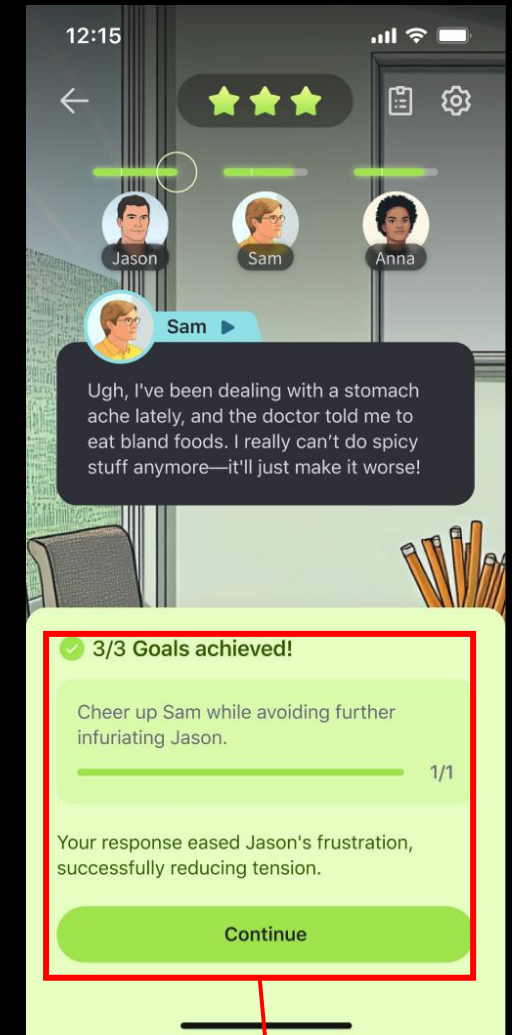 12:15
Jason
Sam
Anna
Sam
Ugh, I've been dealing with a stomach
ache lately, and the doctor told me to
eat bland foods. I really can’t do spicy
stuff anymore—it'll just make it worse!
3/3 Goals achieved!
Cheer up Sam while avoiding further
infuriating Jason.
1/1
Your response eased Jason's frustration,
successfully reducing tension.
Continue